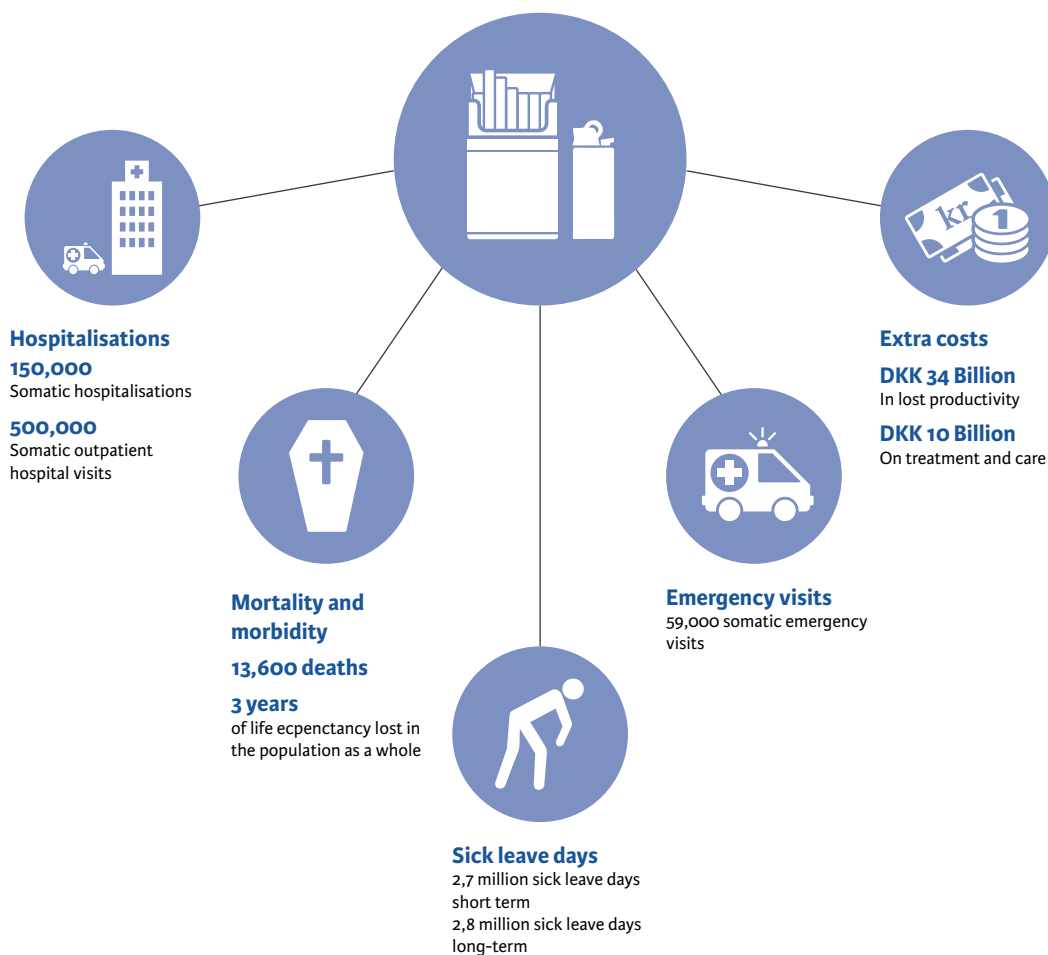 kr
1
Hospitalisations
150,000
Somatic hospitalisations
500,000
Somatic outpatient
hospital visits
Mortality and
morbidity
13,600 deaths
3 years
of life ecpenctancy lost in
the population as a whole
Sick leave days
2,7 million sick leave days
short term
2,8 million sick leave days
long-term
Emergency visits
59,000 somatic emergency
visits
Extra costs
DKK 34 Billion
In lost productivity
DKK 10 Billion
On treatment and care